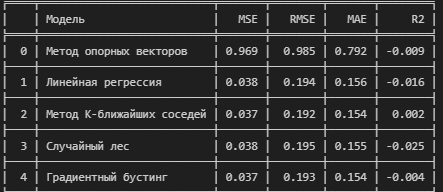 Модель MSE RMSE MAE R2
0 Метод опорных векторов 0.969 0.985 0.792 -0.009
1 Линейная регрессия 0.038 0.194 0.156 -0.016
2 Метод К-ближайших соседей 0.037 0.192 0.154 0.002
3 Случайный лес 0.038 0.195 0.155 -0.025
4 Градиентный бустинг 0.037 0.193 0.154 -0.004